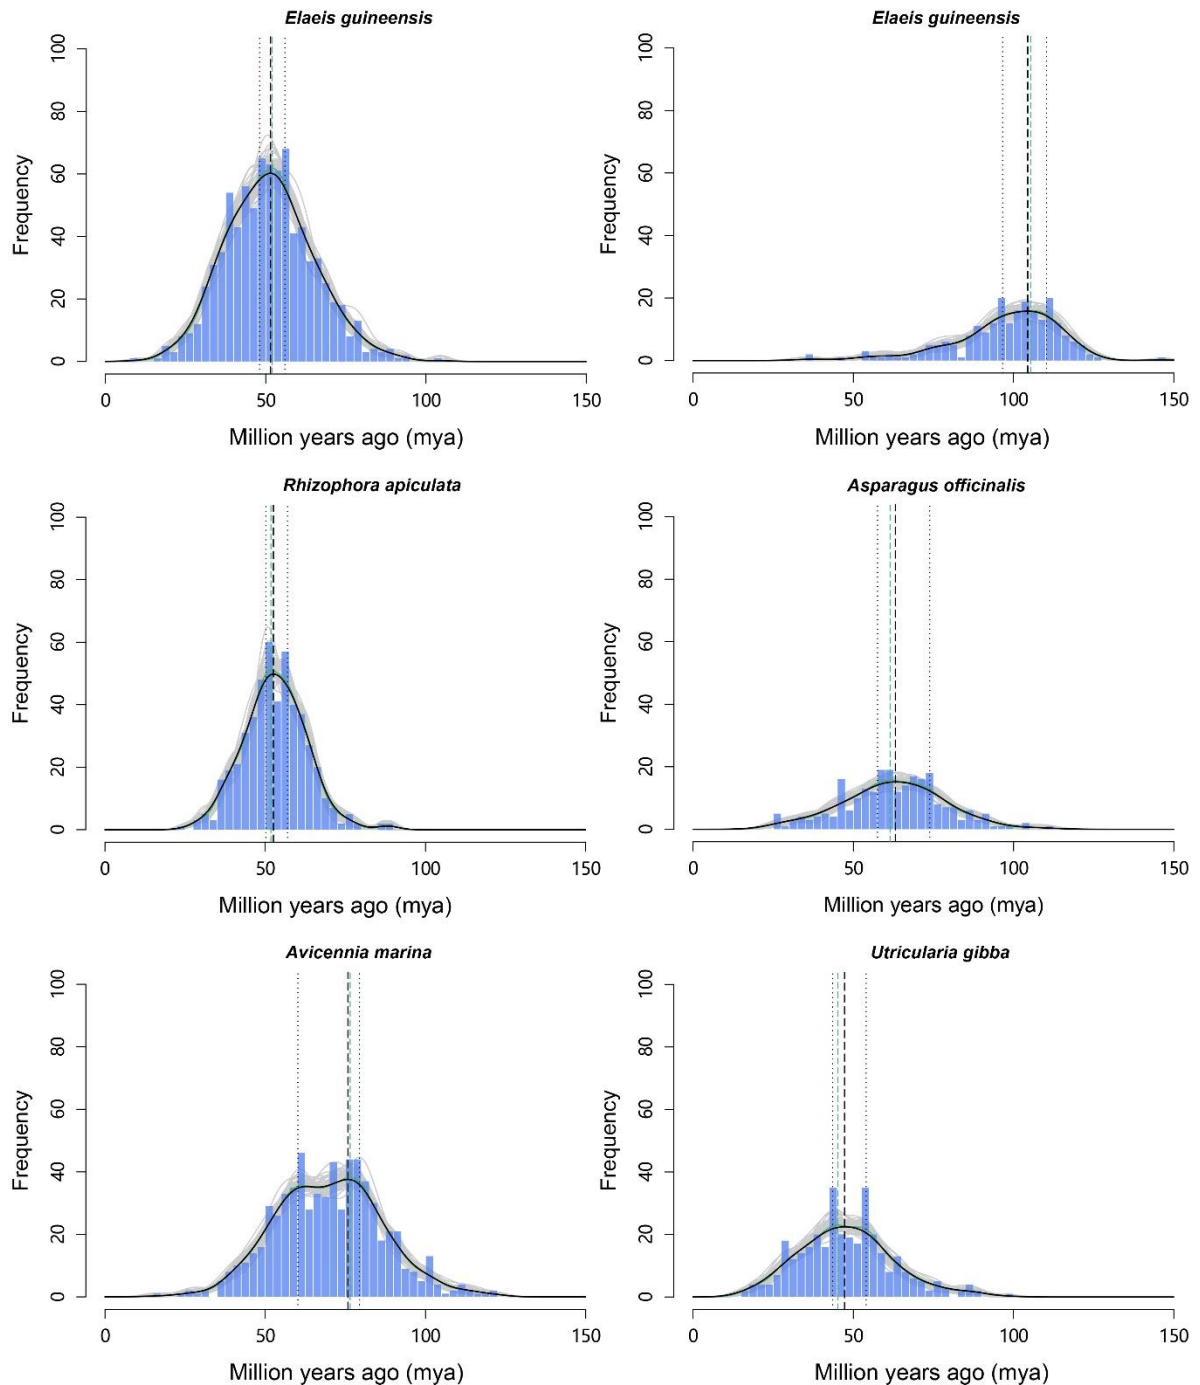 Elaeis guineensis
Frequency
100
80
60
40
20
0
0 50 100 150
Million years ago (mya)
Elaeis guineensis
Frequency
100
80
60
40
20
0
0 50 100 150
Million years ago (mya)
Rhizophora apiculata
Frequency
100
80
60
40
20
0
0 50 100 150
Million years ago (mya)
Asparagus officinalis
Frequency
100
80
60
40
20
0
0 50 100 150
Million years ago (mya)
Avicennia marina
Frequency
100
80
60
40
20
0
0 50 100 150
Million years ago (mya)
Utricularia gibba
Frequency
100
80
60
40
20
0
0 50 100 150
Million years ago (mya)